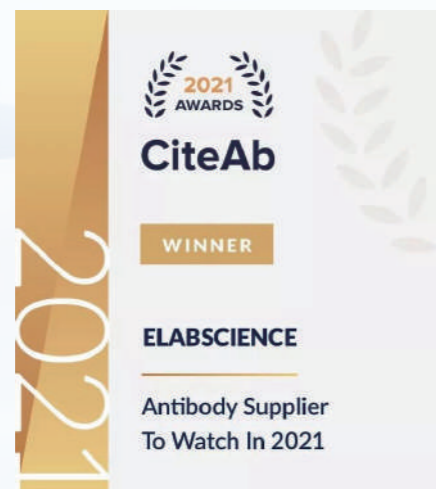 2021
AWARDS
CiteAb
WINNER
ELABSCIENCE
Antibody Supplier
To Watch In 2021
2021